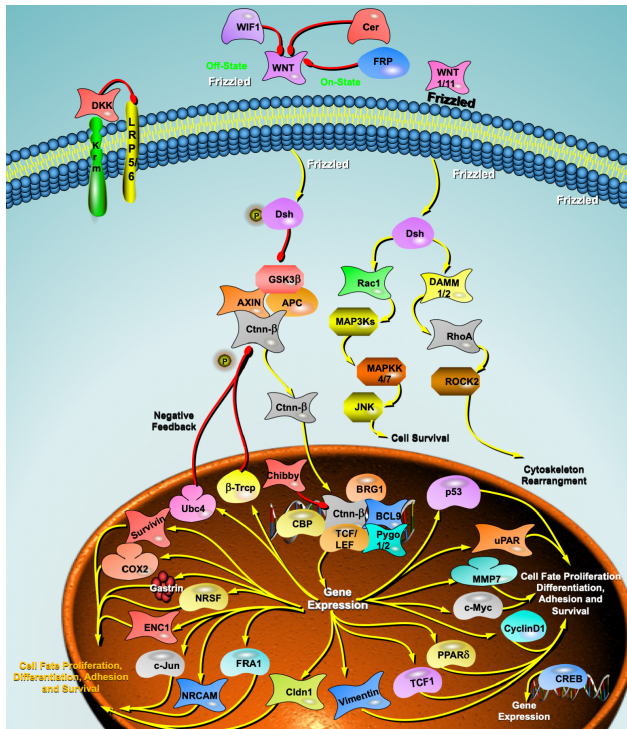 WIF1
Cer
Off-State
WNT
FRP
Frizzled
On-State
WNT
1/11
Frizzled
DKK
Krm
LRP5/6
Frizzled
Frizzled
Frizzled
P
Dsh
Dsh
GSK3β
AXIN
APC
Ctnn-β
Rac1
DAMM
1/2
MAP3Ks
RhoA
P
MAPKK
4/7
ROCK2
Ctnn-β
JNK
Negative
Feedback
Cell Survival
Cytoskeleton
Rearrangment
Ubc4
β-Trcp
Chibby
BRG1
p53
CBP
Ctnn-β
BCL9
TCF/
LEF
Pygo
1/2
Survivin
uPAR
COX2
MMP7
Gastrin
NRSF
Gene
Expression
c-Myc
Cell Fate Proliferation
Differentiation,
Adhesion and
Survival
ENC1
CyclinD1
c-Jun
FRA1
PPARδ
Cell Fate Proliferation,
Differentiation, Adhesion
and Survival
NRCAM
Cldn1
Vimentin
TCF1
CREB
Gene
Expression